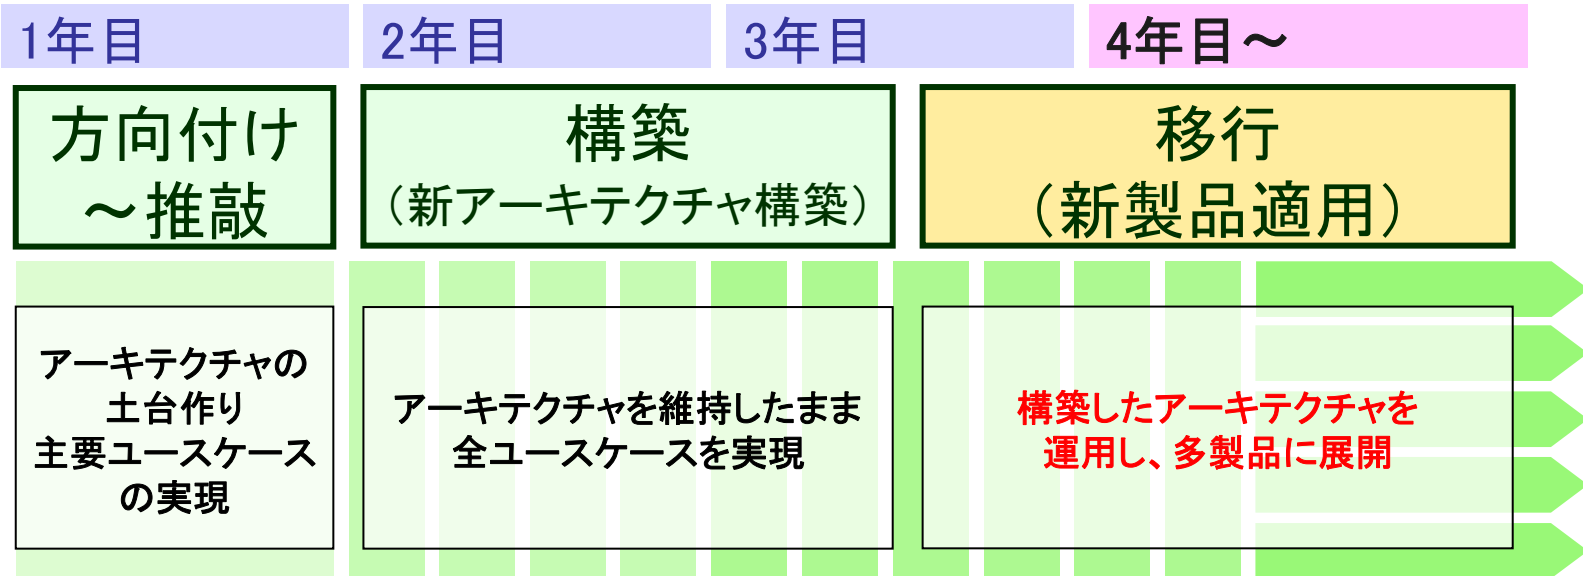 1年目
2年目
3年目
4年目～
方向付け
～推敲
構築
（新アーキテクチャ構築）
移行
（新製品適用）
アーキテクチャの
土台作り
主要ユースケース
の実現
アーキテクチャを維持したまま
全ユースケースを実現
構築したアーキテクチャを
運用し、多製品に展開